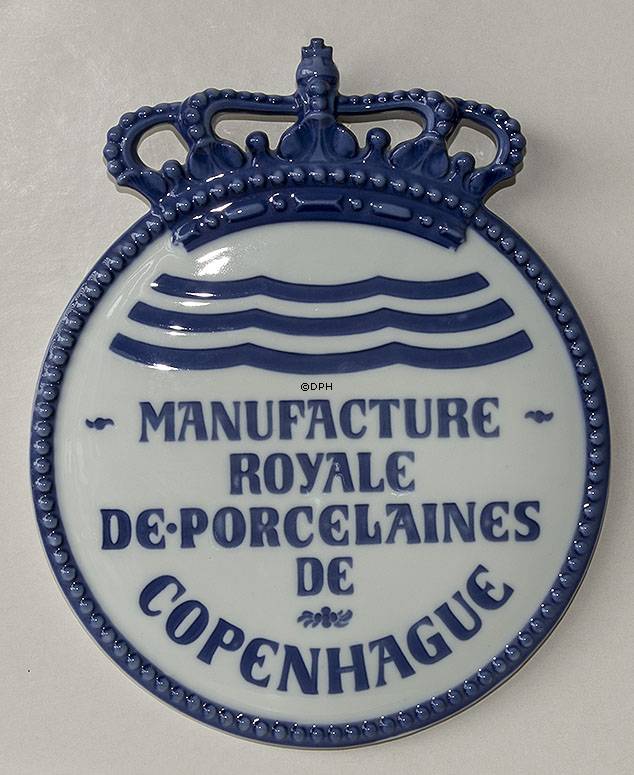 ©DPH
MANUFACTURE
ROYALE
DE·PORCELAINES
DE
COPENHAGUE